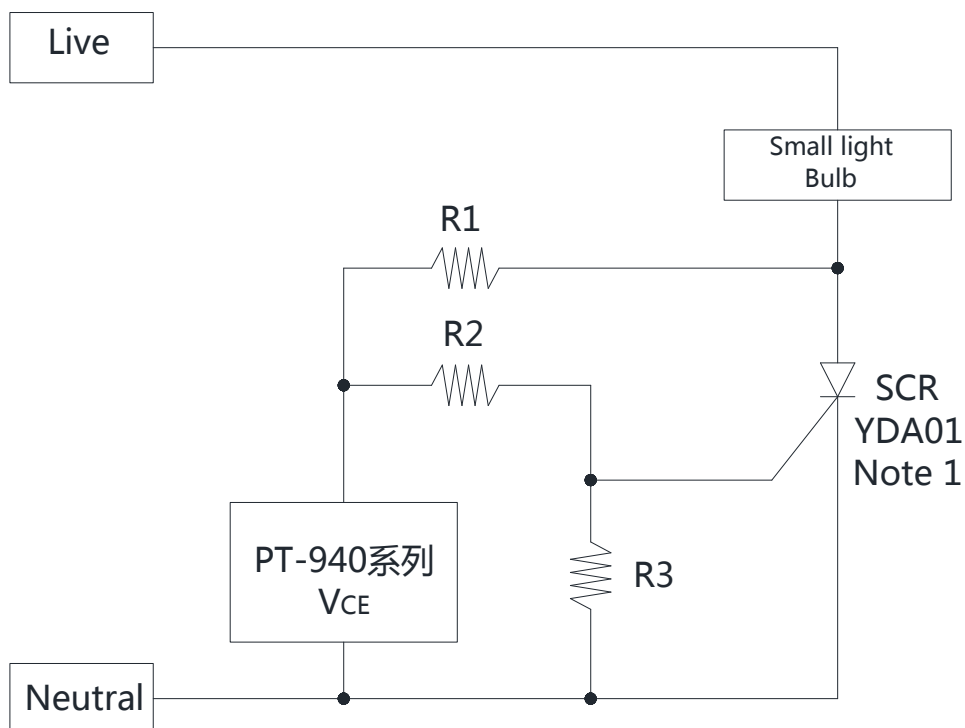 Live
Small light
Bulb
R1
R2
SCR
YDA01
Note 1
PT-940系列
VCE
R3
Neutral